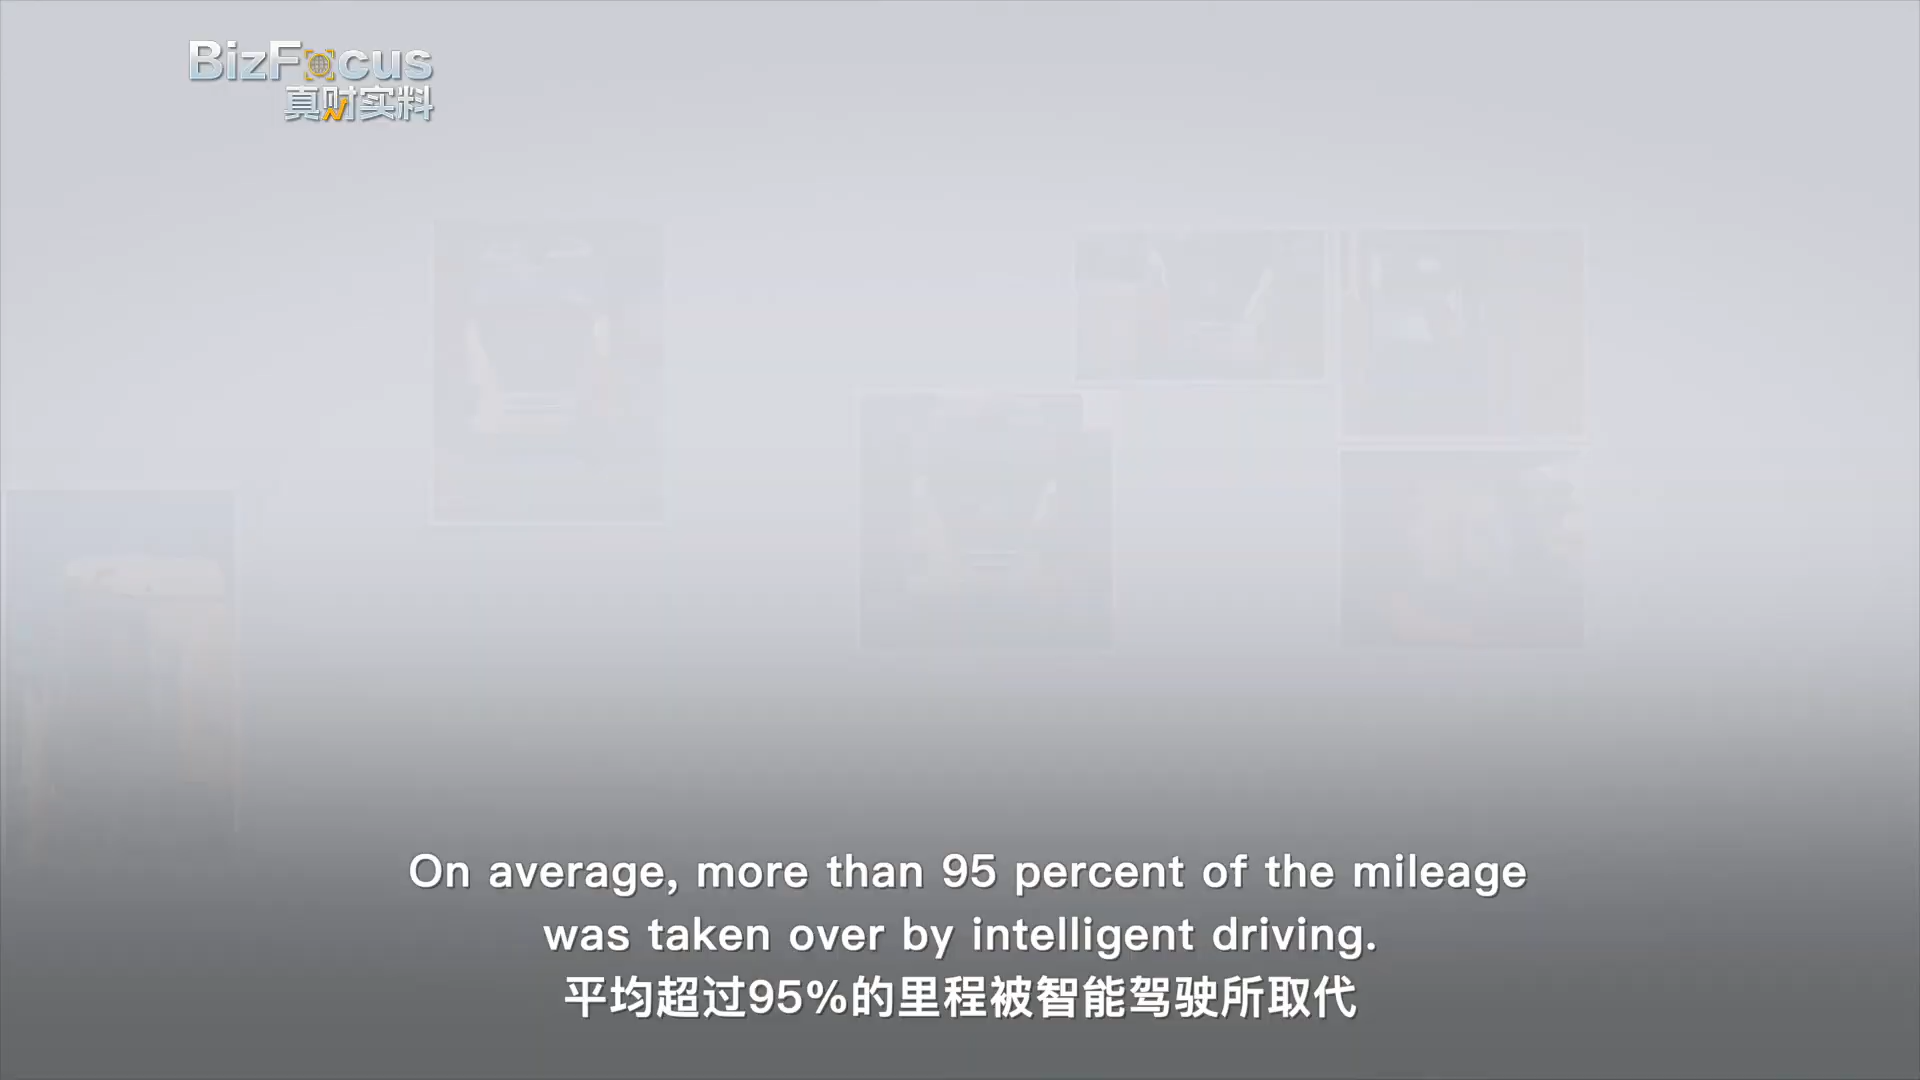 BizFocus
真财实料
On average, more than 95 percent of the mileage
was taken over by intelligent driving.
平均超过95%的里程被智能驾驶所取代